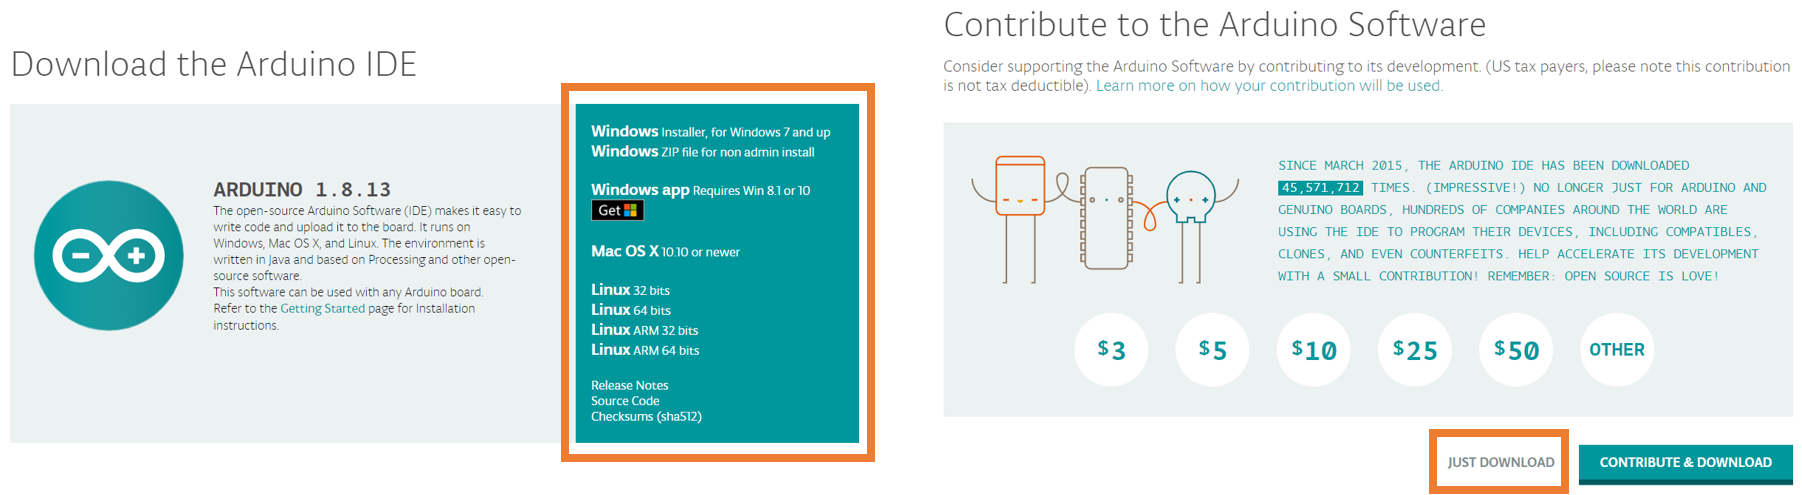 Download the Arduino IDE
ARDUINO 1.8.13
The open-source Arduino Software (IDE) makes it easy to
write code and upload it to the board. It runs on
Windows, Mac OS X, and Linux. The environment is
written in Java and based on Processing and other open-
source software.
This software can be used with any Arduino board.
Refer to the Getting Started page for Installation
instructions.
Windows Installer, for Windows 7 and up
Windows ZIP file for non admin install
Windows app Requires Win 8.1 or 10
Get
Mac OS X 10.10 or newer
Linux 32 bits
Linux 64 bits
Linux ARM 32 bits
Linux ARM 64 bits
Release Notes
Source Code
Checksums (sha512)
Contribute to the Arduino Software
Consider supporting the Arduino Software by contributing to its development. (US tax payers, please note this contribution
is not tax deductible). Learn more on how your contribution will be used.
SINCE MARCH 2015, THE ARDUINO IDE HAS BEEN DOWNLOADED
45,571,712 TIMES. (IMPRESSIVE!) NO LONGER JUST FOR ARDUINO AND
GENUINO BOARDS, HUNDREDS OF COMPANIES AROUND THE WORLD ARE
USING THE IDE TO PROGRAM THEIR DEVICES, INCLUDING COMPATIBLES,
CLONES, AND EVEN COUNTERFEITS. HELP ACCELERATE ITS DEVELOPMENT
WITH A SMALL CONTRIBUTION! REMEMBER: OPEN SOURCE IS LOVE!
$3 $5 $10 $25 $50 OTHER
JUST DOWNLOAD CONTRIBUTE & DOWNLOAD